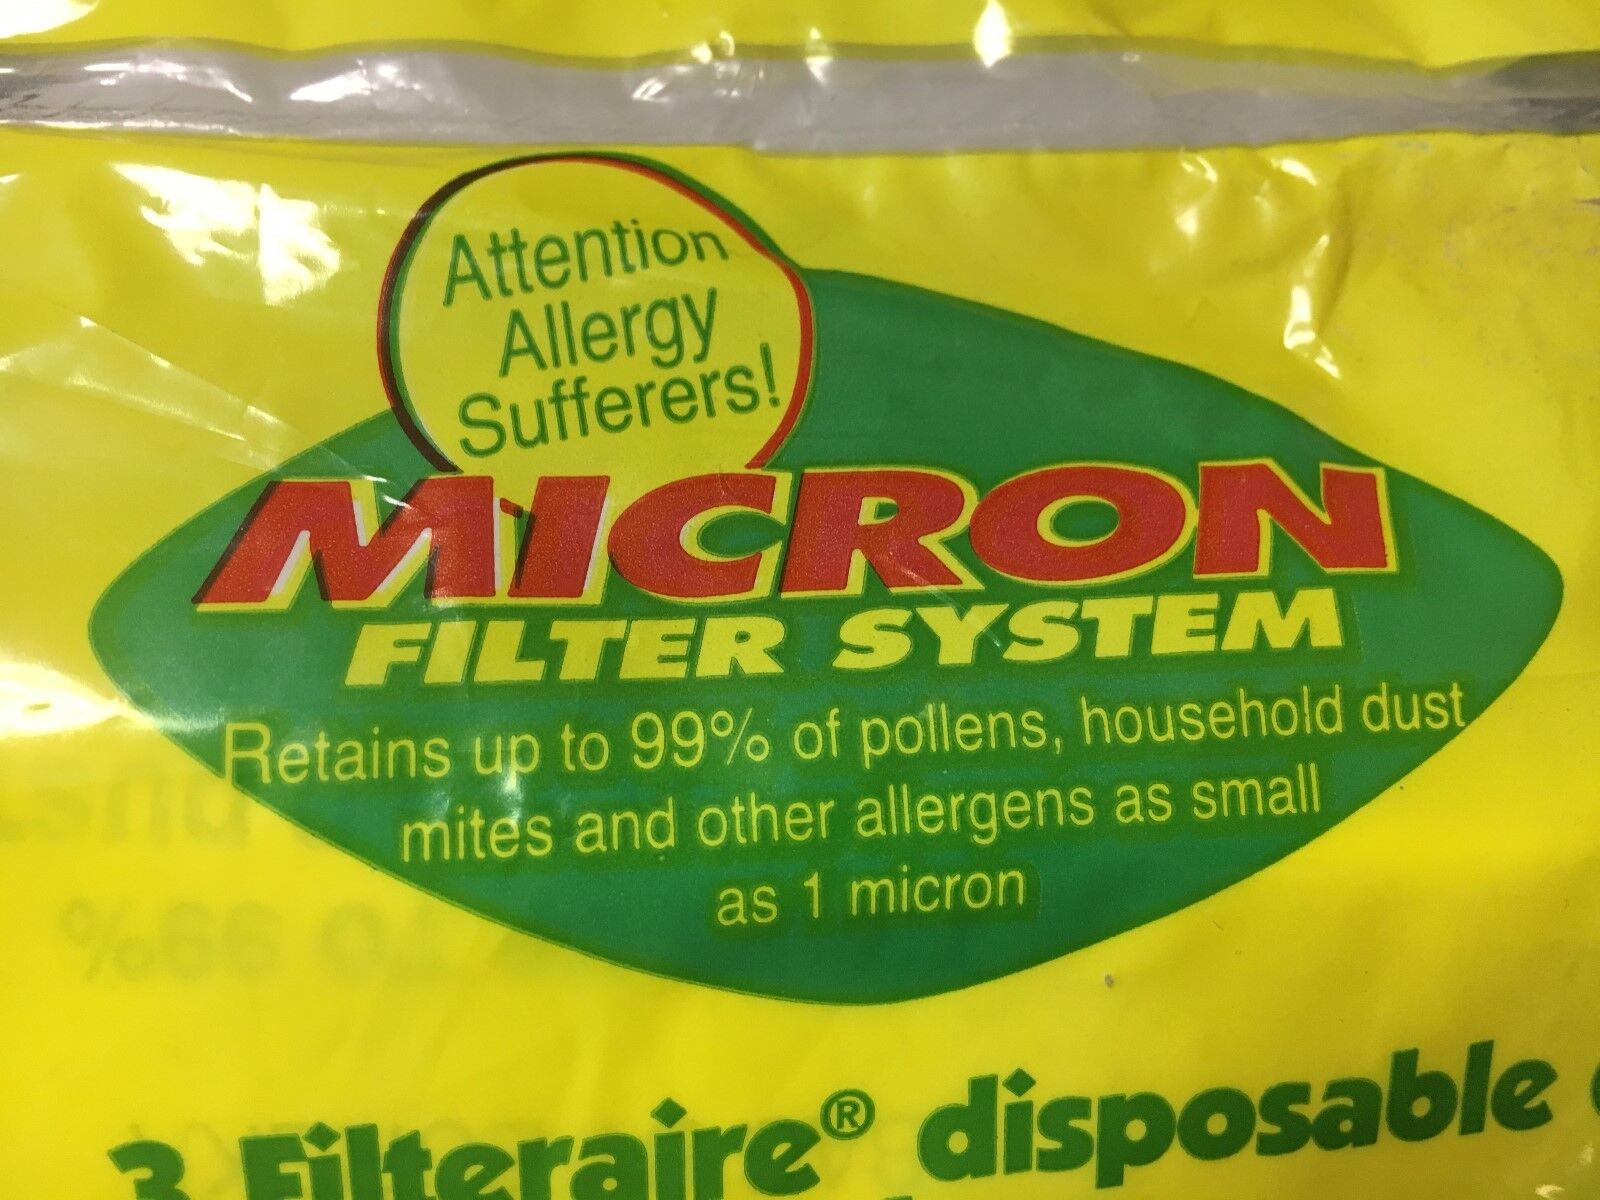 Attention
Allergy
Sufferers!
MICRON
FILTER SYSTEM
Retains up to 99% of pollens, household dust
mites and other allergens as small
as 1 micron
3 Filteraire® disposable